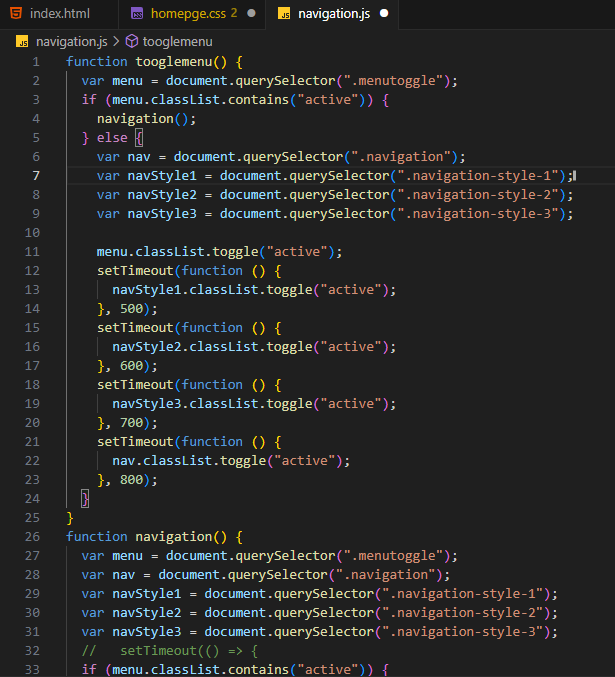 index.html homepge.css 2 navigation.js
navigation.js > tooglemenu
1 function tooglemenu() {
2 var menu = document.querySelector(".menutoggle");
3 if (menu.classList.contains("active")) {
4 navigation();
5 } else {
6 var nav = document.querySelector(".navigation");
7 var navStyle1 = document.querySelector(".navigation-style-1");
8 var navStyle2 = document.querySelector(".navigation-style-2");
9 var navStyle3 = document.querySelector(".navigation-style-3");
10
11 menu.classList.toggle("active");
12 setTimeout(function () {
13 navStyle1.classList.toggle("active");
14 }, 500);
15 setTimeout(function () {
16 navStyle2.classList.toggle("active");
17 }, 600);
18 setTimeout(function () {
19 navStyle3.classList.toggle("active");
20 }, 700);
21 setTimeout(function () {
22 nav.classList.toggle("active");
23 }, 800);
24 }
25 }
26 function navigation() {
27 var menu = document.querySelector(".menutoggle");
28 var nav = document.querySelector(".navigation");
29 var navStyle1 = document.querySelector(".navigation-style-1");
30 var navStyle2 = document.querySelector(".navigation-style-2");
31 var navStyle3 = document.querySelector(".navigation-style-3");
32 //   setTimeout(() => {
33 if (menu.classList.contains("active")) {